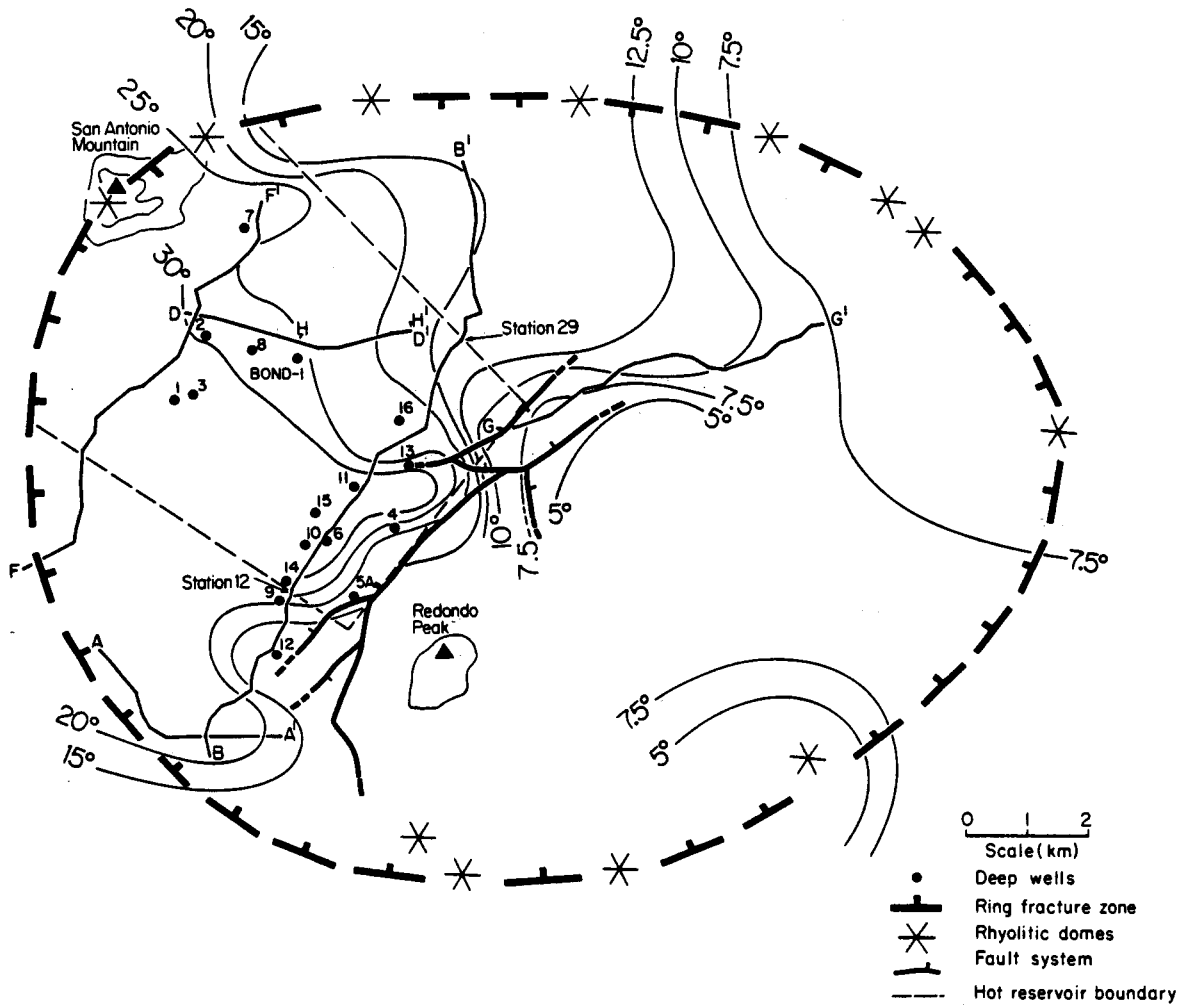 20°
15°
12.5°
10°
7.5°
25°
San Antonio
Mountain
B'
F'
7
30°
D
2
H
H'
D'
Station 29
G'
8
BOND-1
1
3
16
G
7.5°
5°
13
11
15
4
5°
10
6
10°
7.5
F
14
Station 12
9
5A
7.5°
Redondo
Peak
A
12
20°
A'
B
15°
7.5°
5°
0 1 2
Scale (km)
Deep wells
Ring fracture zone
Rhyolitic domes
Fault system
Hot reservoir boundary